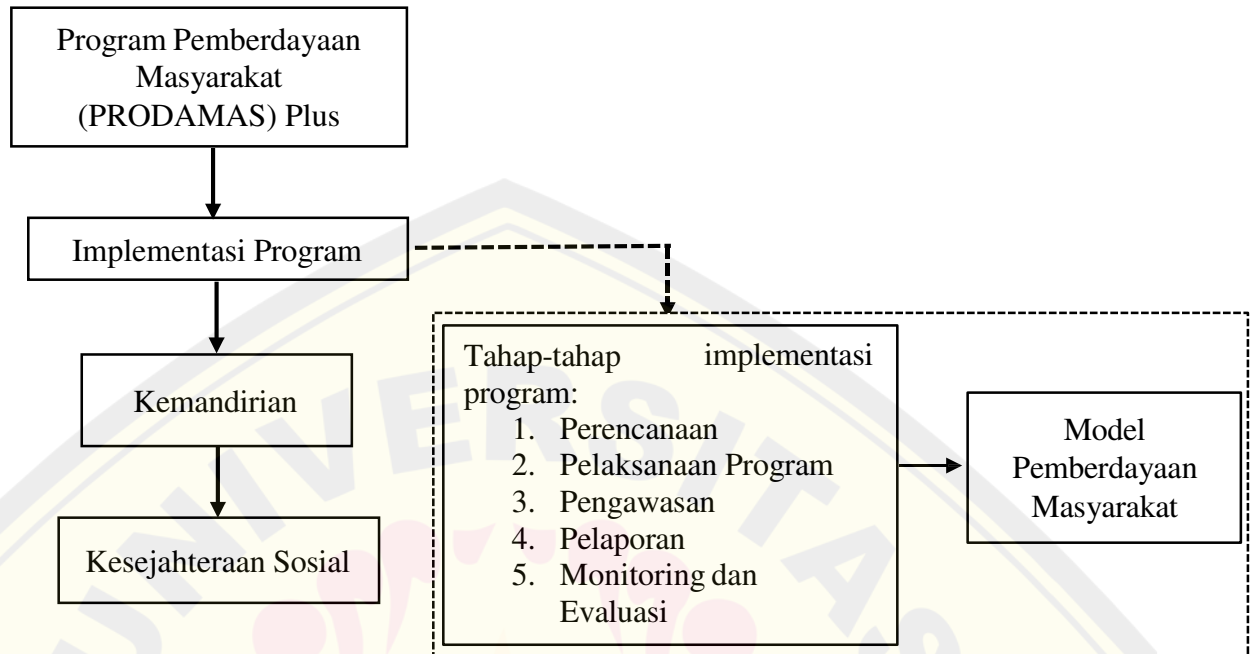 Program Pemberdayaan
Masyarakat
(PRODAMAS) Plus
Implementasi Program
Kemandirian
Kesejahteraan Sosial
Tahap-tahap implementasi
program:
1. Perencanaan
2. Pelaksanaan Program
3. Pengawasan
4. Pelaporan
5. Monitoring dan
Evaluasi
Model
Pemberdayaan
Masyarakat
UNIVERSITAS